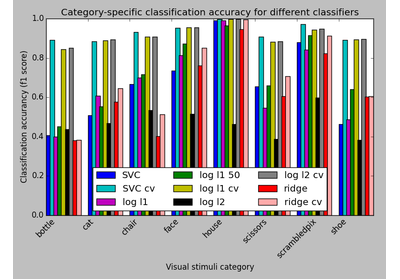 Category-specific classification accuracy for different classifiers
Classification accurancy (f1 score)
1.0
0.8
0.6
0.4
0.2
0.0
SVC
SVC cv
log l1
log l1 50
log l1 cv
log l2
log l2 cv
ridge
ridge cv
bottle
cat
chair
face
house
scissors
scrambledpix
shoe
Visual stimuli category